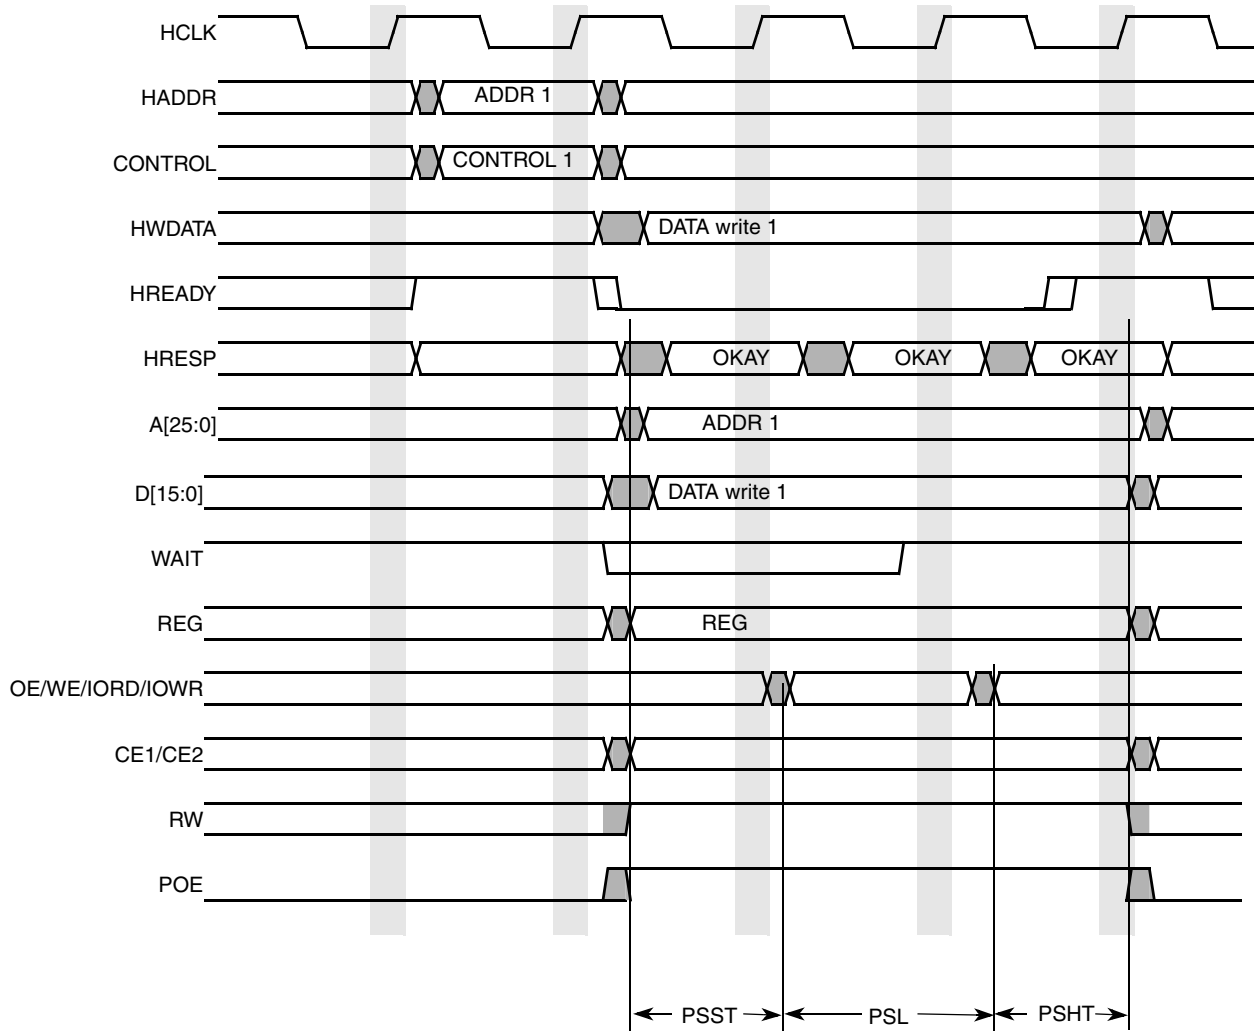 HCLK
HADDR ADDR 1
CONTROL CONTROL 1
HWDATA DATA write 1
HREADY
HRESP OKAY OKAY OKAY
A[25:0] ADDR 1
D[15:0] DATA write 1
WAIT
REG REG
OE/WE/IORD/IOWR
CE1/CE2
RW
POE
PSST PSL PSHT